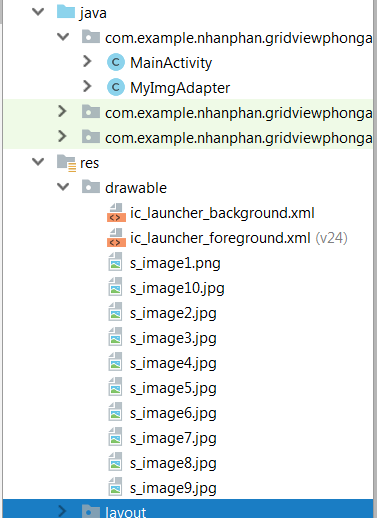 java
com.example.nhanphan.gridviewphonga
MainActivity
MyImgAdapter
com.example.nhanphan.gridviewphonga
com.example.nhanphan.gridviewphonga
res
drawable
ic_launcher_background.xml
ic_launcher_foreground.xml (v24)
s_image1.png
s_image10.jpg
s_image2.jpg
s_image3.jpg
s_image4.jpg
s_image5.jpg
s_image6.jpg
s_image7.jpg
s_image8.jpg
s_image9.jpg
layout